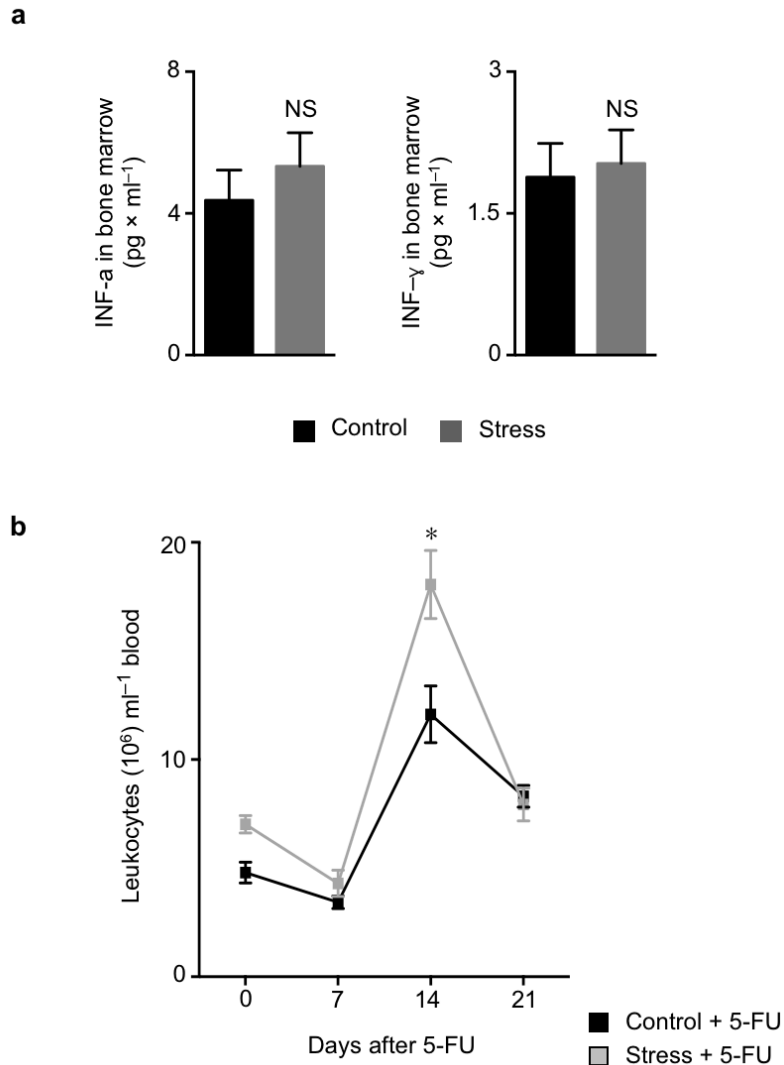 a
8
4
0
INF-a in bone marrow
(pg × ml⁻¹)
NS
3
1.5
0
INF–γ in bone marrow
(pg × ml⁻¹)
NS
Control
Stress
b
20
10
0
Leukocytes (10⁶) ml⁻¹ blood
*
0 7 14 21
Days after 5-FU
Control + 5-FU
Stress + 5-FU